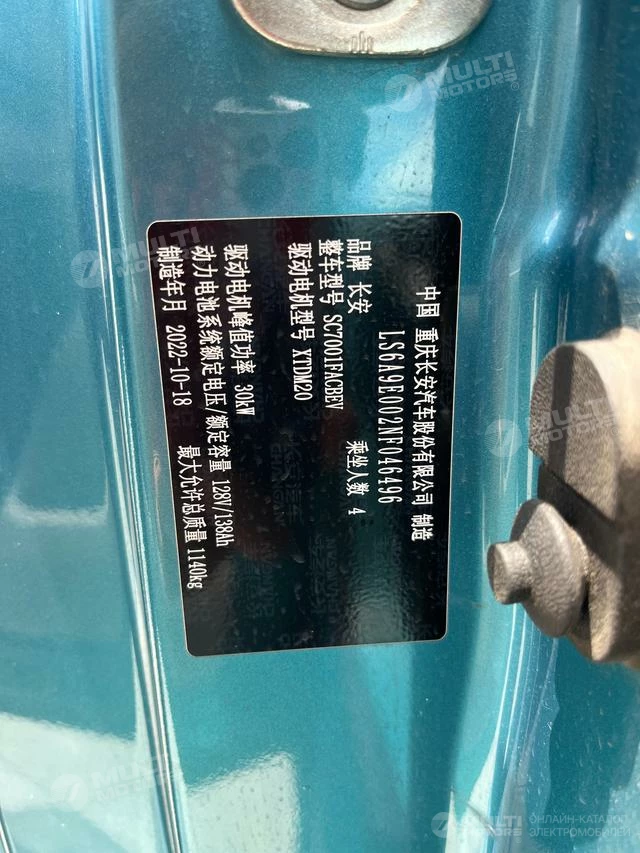 中国 重庆长安汽车股份有限公司 制造
LS6A9E002NF046496
品牌 长安
整车型号 SC7001FACBEV 乘坐人数 4
驱动电机型号 XTDM20
驱动电机峰值功率 30kW
动力电池系统额定电压/额定容量 128V/138Ah
制造年月 2022-10-18 最大允许总质量 1140kg
MULTI
MOTORS®
MULTI
MOTORS
MULTI
MOTORS
MULTI
MOTORS
MULTI
MOTORS
ОНЛАЙН-КАТАЛОГ
ЭЛЕКТРОМОБИЛЕЙ